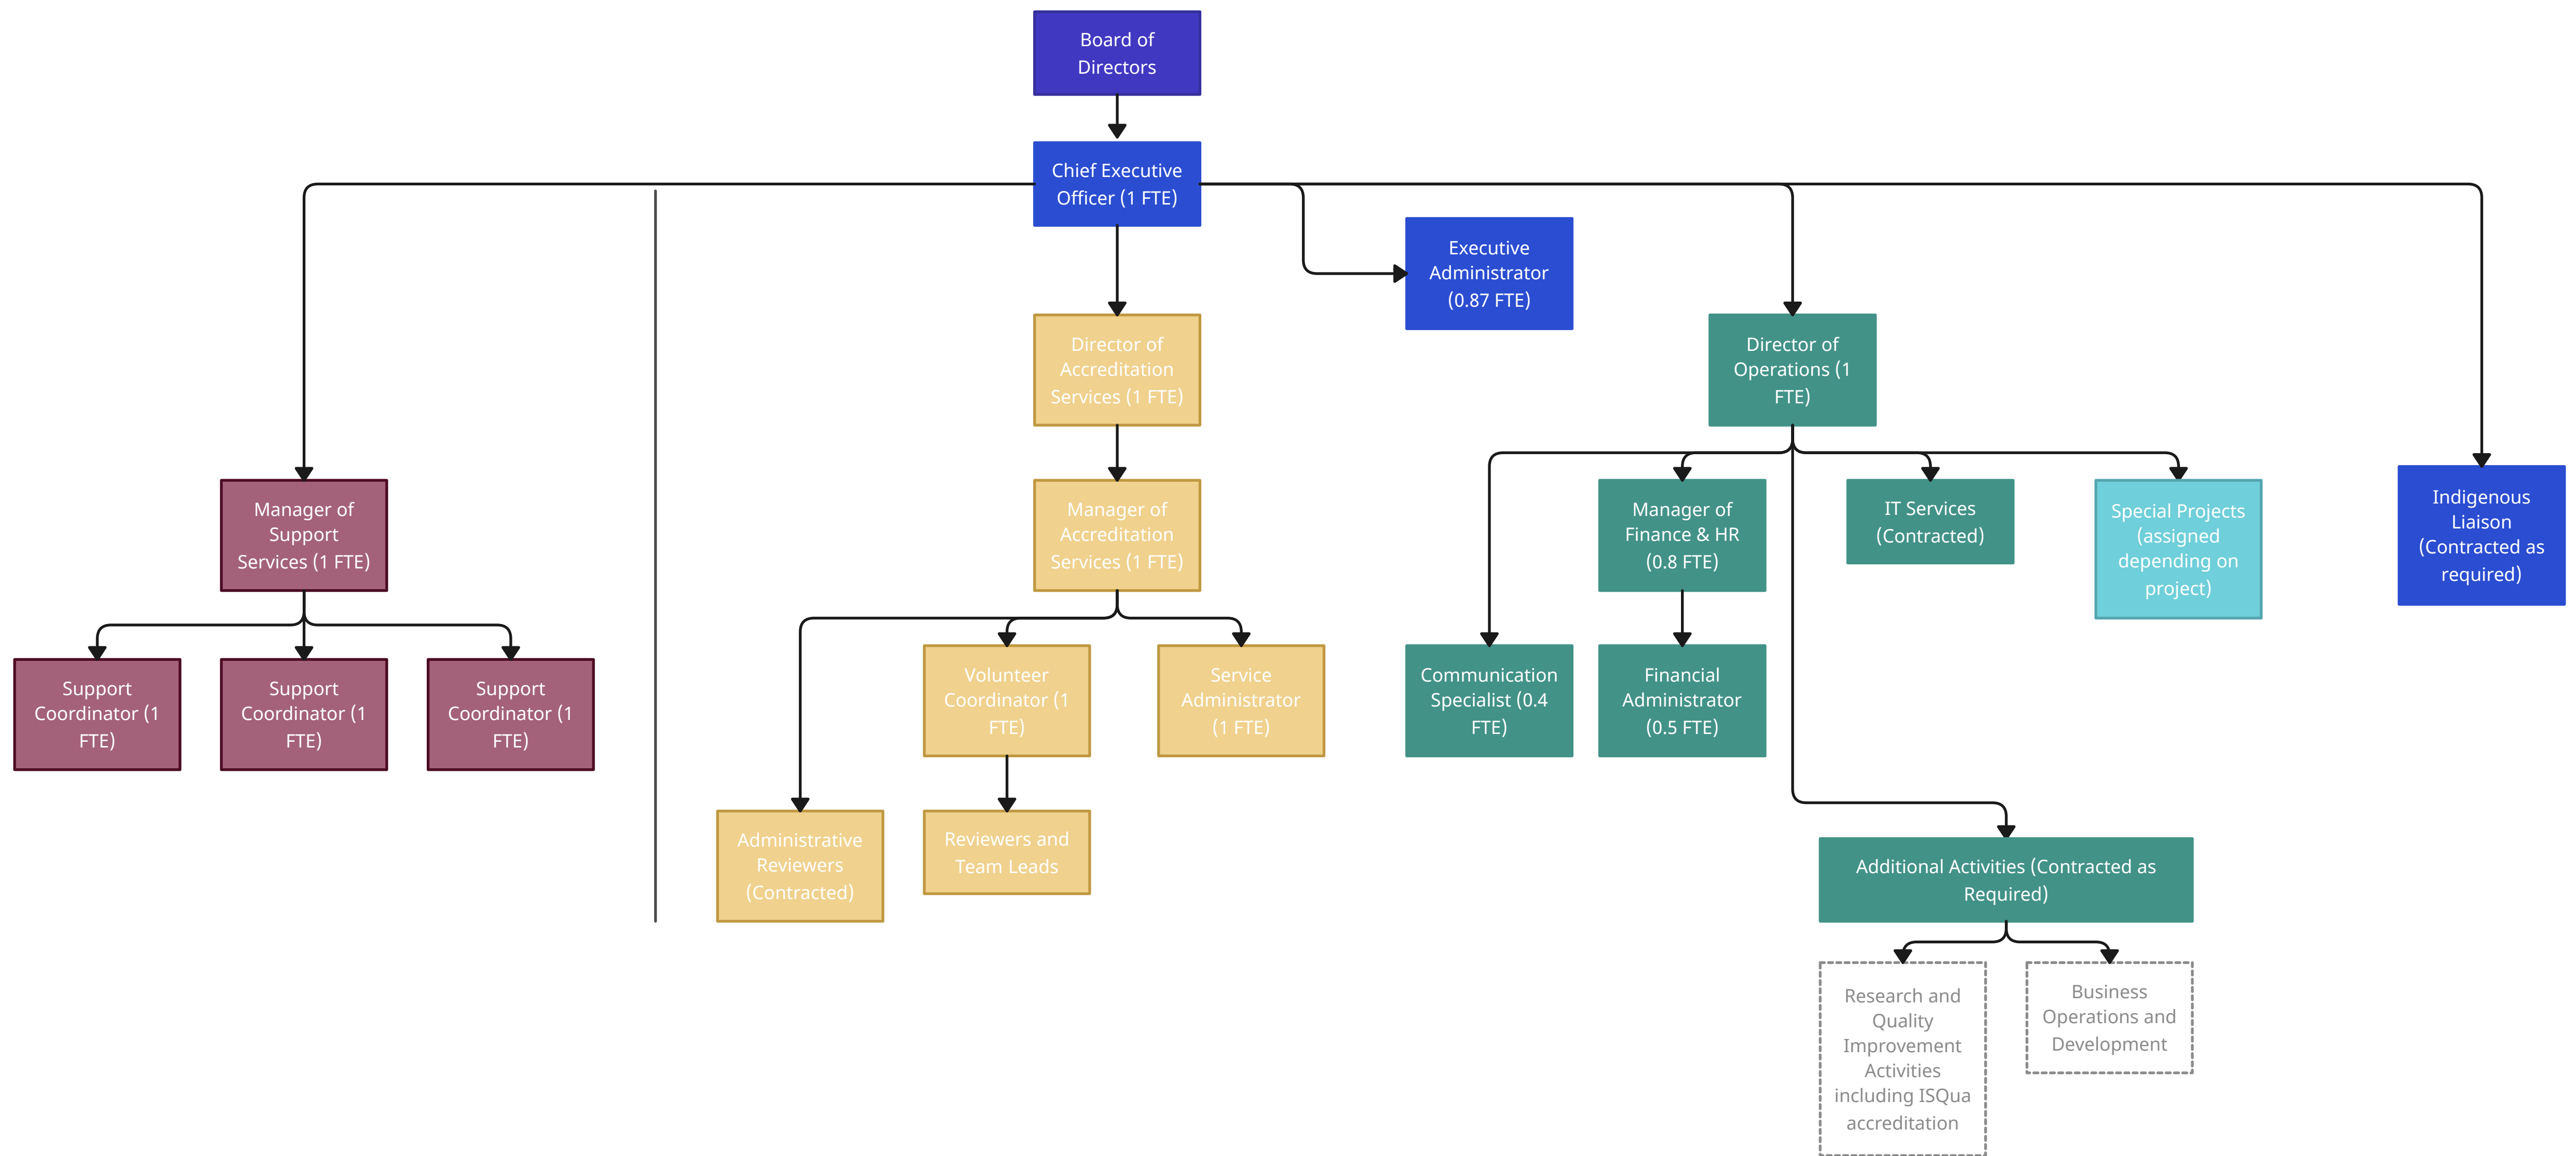 Board of
Directors
Chief Executive
Officer (1 FTE)
Executive
Administrator
(0.87 FTE)
Director of
Accreditation
Services (1 FTE)
Director of
Operations (1
FTE)
Manager of
Support
Services (1 FTE)
Manager of
Accreditation
Services (1 FTE)
Manager of
Finance & HR
(0.8 FTE)
IT Services
(Contracted)
Special Projects
(assigned
depending on
project)
Indigenous
Liaison
(Contracted as
required)
Support
Coordinator (1
FTE)
Support
Coordinator (1
FTE)
Support
Coordinator (1
FTE)
Volunteer
Coordinator (1
FTE)
Service
Administrator
(1 FTE)
Communication
Specialist (0.4
FTE)
Financial
Administrator
(0.5 FTE)
Administrative
Reviewers
(Contracted)
Reviewers and
Team Leads
Additional Activities (Contracted as
Required)
Research and
Quality
Improvement
Activities
including ISQua
accreditation
Business
Operations and
Development